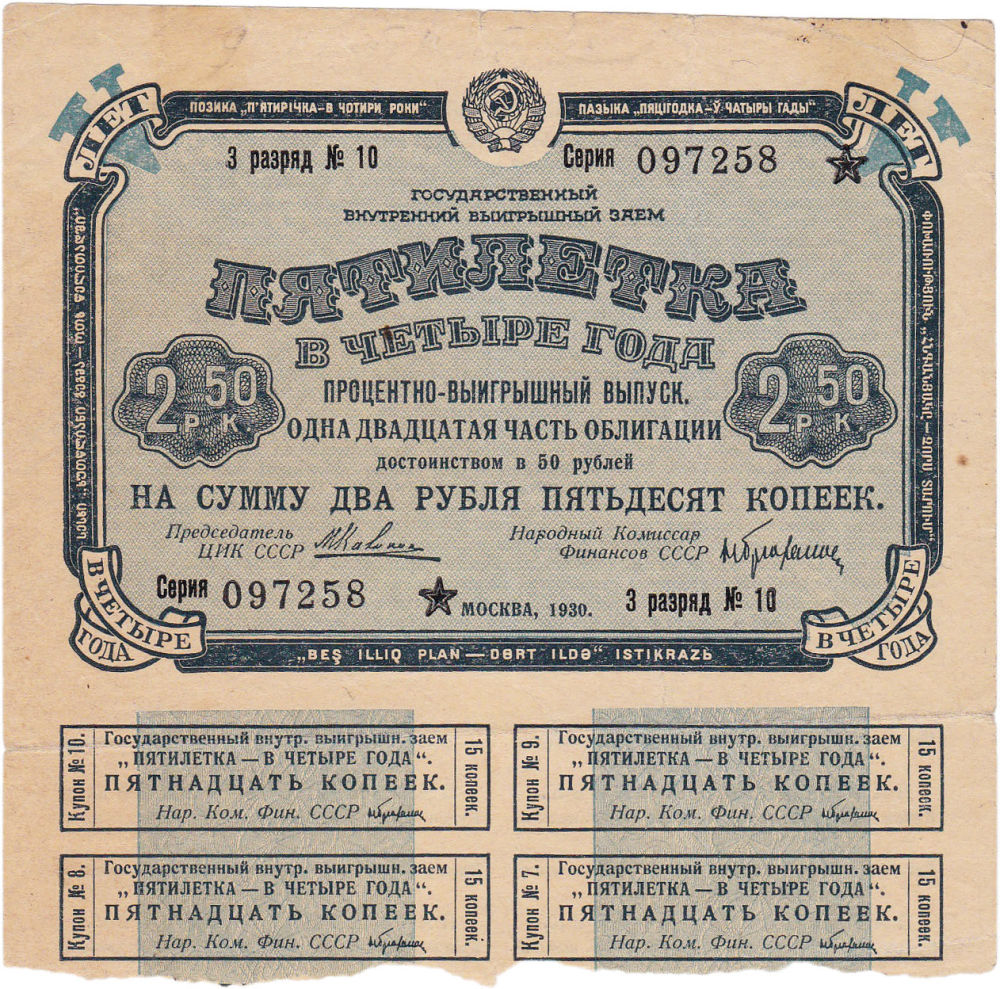 ЛЕТ
ПОЗИКА „П'ЯТИРІЧКА–В ЧОТИРИ РОКИ“
ПАЗЫКА „ПЯЦІГОДКА–Ў ЧАТЫРЫ ГАДЫ“
ЛЕТ
3 разряд № 10
Серия 097258
ГОСУДАРСТВЕННЫЙ
ВНУТРЕННИЙ ВЫИГРЫШНЫЙ ЗАЕМ
ПЯТИЛЕТКА
В ЧЕТЫРЕ ГОДА
2 Р 50 К
2 Р 50 К
ПРОЦЕНТНО-ВЫИГРЫШНЫЙ ВЫПУСК.
ОДНА ДВАДЦАТАЯ ЧАСТЬ ОБЛИГАЦИИ
достоинством в 50 рублей
НА СУММУ ДВА РУБЛЯ ПЯТЬДЕСЯТ КОПЕЕК.
Председатель
ЦИК СССР
Народный Комиссар
Финансов СССР
Серия 097258
МОСКВА, 1930.
3 разряд № 10
В ЧЕТЫРЕ
ГОДА
В ЧЕТЫРЕ
ГОДА
„BEŞ ILLIQ PLAN — DƏRT ILDƏ“ ISTIKRAZЬ
Купон № 10.
Государственный внутр. выигрышн. заем
„ПЯТИЛЕТКА — В ЧЕТЫРЕ ГОДА“.
ПЯТНАДЦАТЬ КОПЕЕК.
Нар. Ком. Фин. СССР
15 копеек.
Купон № 9.
Государственный внутр. выигрышн. заем
„ПЯТИЛЕТКА — В ЧЕТЫРЕ ГОДА“.
ПЯТНАДЦАТЬ КОПЕЕК.
Нар. Ком. Фин. СССР
15 копеек.
Купон № 8.
Государственный внутр. выигрышн. заем
„ПЯТИЛЕТКА — В ЧЕТЫРЕ ГОДА“.
ПЯТНАДЦАТЬ КОПЕЕК.
Нар. Ком. Фин. СССР
15 копеек.
Купон № 7.
Государственный внутр. выигрышн. заем
„ПЯТИЛЕТКА — В ЧЕТЫРЕ ГОДА“.
ПЯТНАДЦАТЬ КОПЕЕК.
Нар. Ком. Фин. СССР
15 копеек.